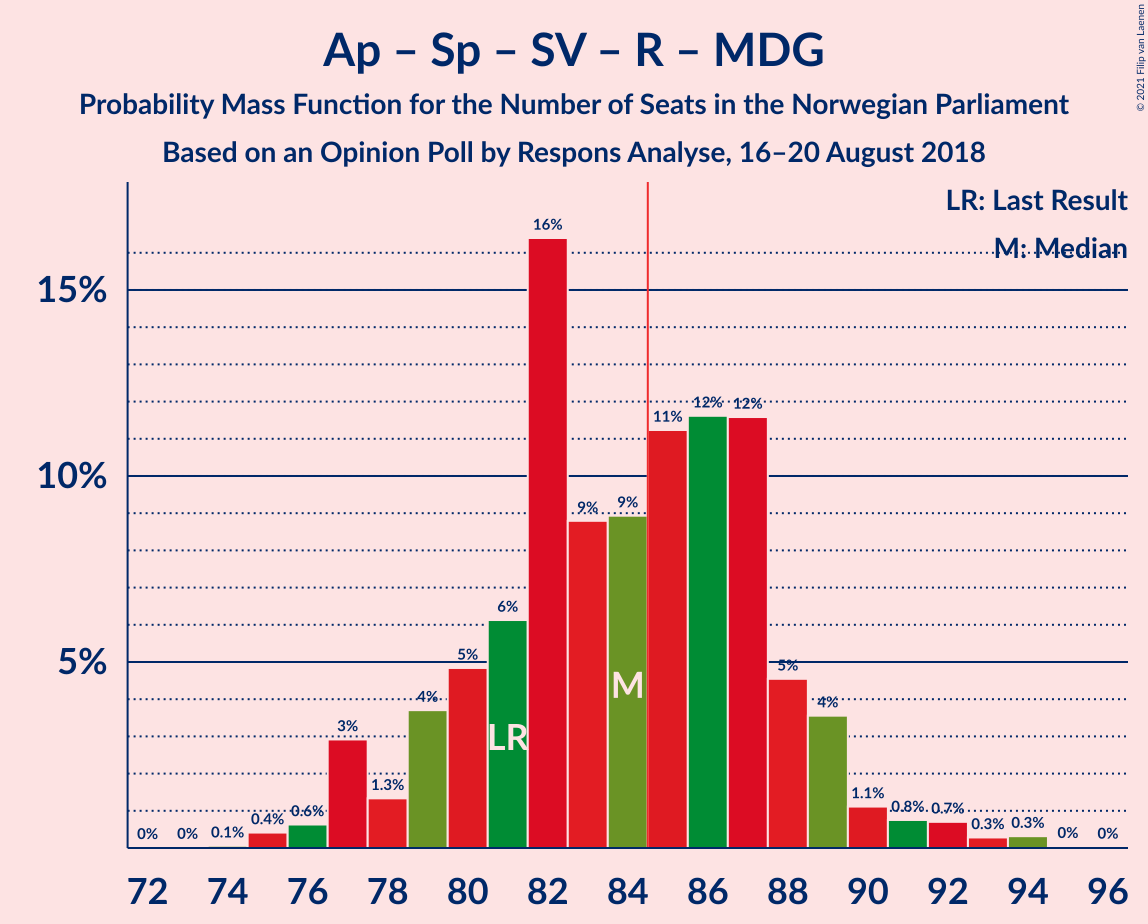 Ap – Sp – SV – R – MDG
Probability Mass Function for the Number of Seats in the Norwegian Parliament
Based on an Opinion Poll by Respons Analyse, 16–20 August 2018
© 2021 Filip van Laenen
LR: Last Result
M: Median
15%
10%
5%
0% 0% 0.1% 0.4% 0.6% 3% 1.3% 4% 5% 6% 16% 9% 9% 11% 12% 12% 5% 4% 1.1% 0.8% 0.7% 0.3% 0.3% 0% 0%
LR M
72 74 76 78 80 82 84 86 88 90 92 94 96